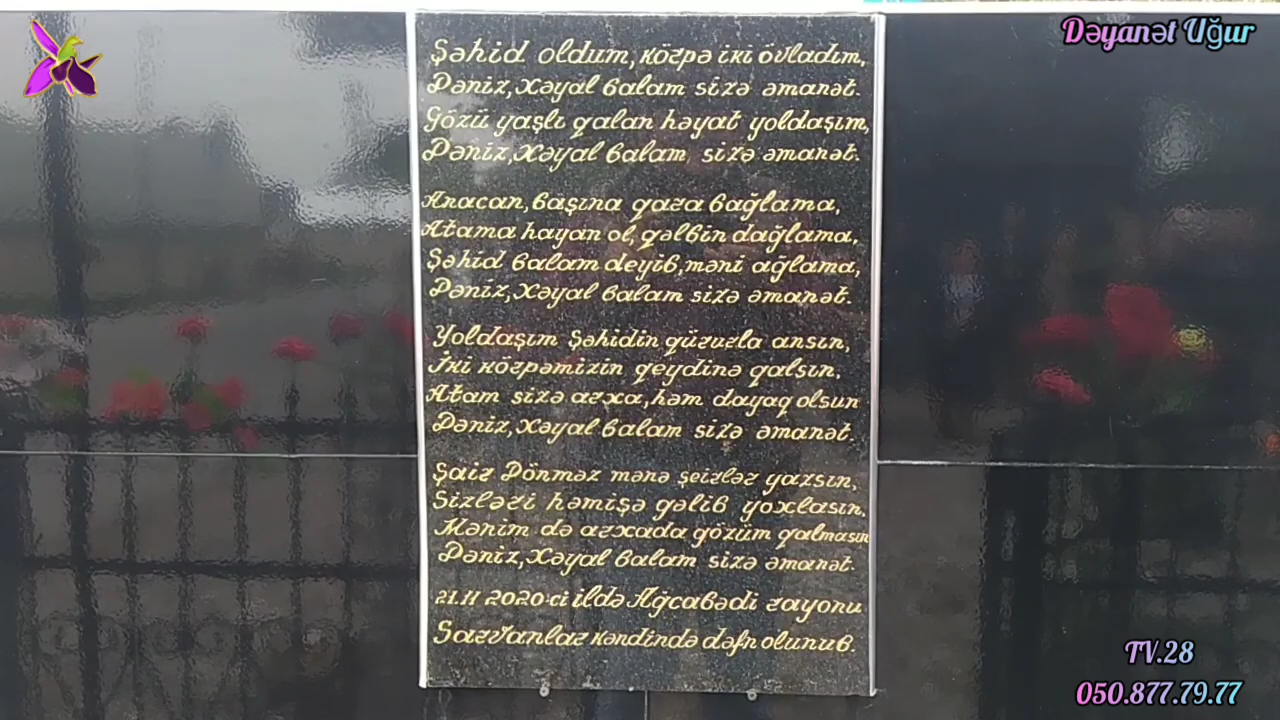 Dəyanət Uğur
Şəhid oldum, körpə iki övladım,
Dəniz, Xəyal balam sizə əmanət.
Gözü yaşlı qalan həyat yoldaşım,
Dəniz, Xəyal balam sizə əmanət.
Anacan, başına qara bağlama,
Atama hayan ol, qəlbin dağlama,
Şəhid balam deyib, məni ağlama,
Dəniz, Xəyal balam sizə əmanət.
Yoldaşım Şəhidin qürurla ansın,
İki körpəmizin qeydinə qalsın,
Atam sizə arxa, həm dayaq olsun
Dəniz, Xəyal balam sizə əmanət.
Şair Dönməz mənə şeirlər yazsın,
Sizləri həmişə gəlib yoxlasın,
Mənim də arxada gözüm qalmasın
Dəniz, Xəyal balam sizə əmanət.
21.11 2020-ci ildə Ağcabədi rayonu
Sarvanlar kəndində dəfn olunub.
TV.28
050.877.79.77